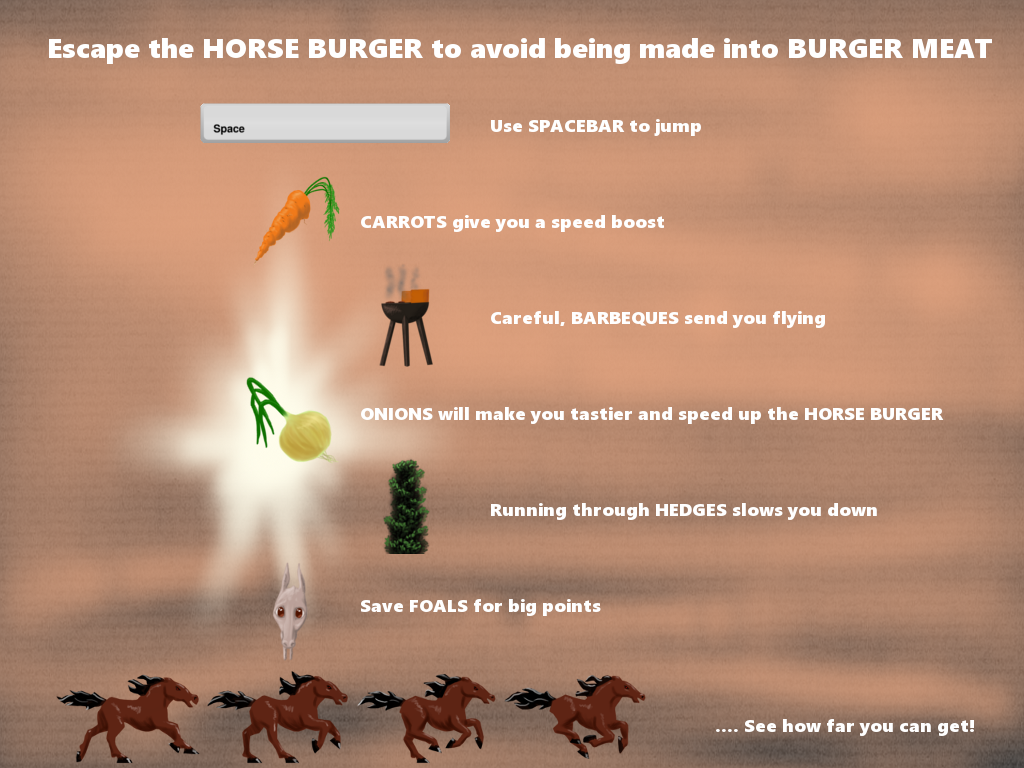 Escape the HORSE BURGER to avoid being made into BURGER MEAT
Space
Use SPACEBAR to jump
CARROTS give you a speed boost
Careful, BARBEQUES send you flying
ONIONS will make you tastier and speed up the HORSE BURGER
Running through HEDGES slows you down
Save FOALS for big points
.... See how far you can get!